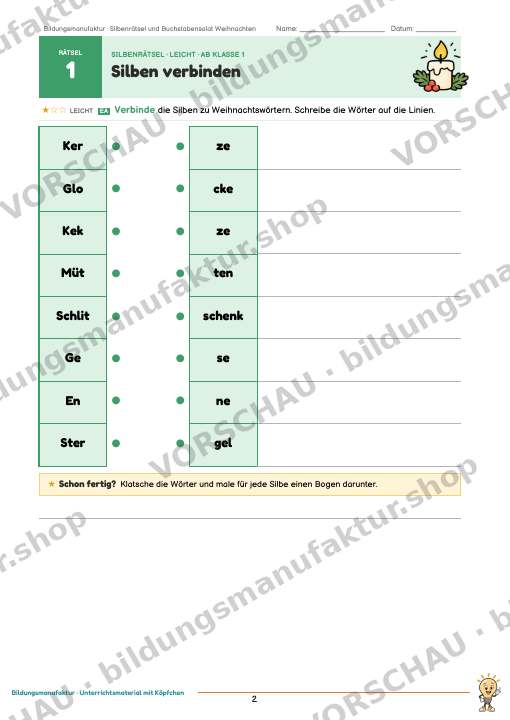 Bildungsmanufaktur · Silbenrätsel und Buchstabensalat Weihnachten Name: Datum:
RÄTSEL
1
SILBENRÄTSEL · LEICHT · AB KLASSE 1
Silben verbinden
★☆☆ LEICHT EA Verbinde die Silben zu Weihnachtswörtern. Schreibe die Wörter auf die Linien.
Ker ze
Glo cke
Kek ze
Müt ten
Schlit schenk
Ge se
En ne
Ster gel
★ Schon fertig? Klatsche die Wörter und male für jede Silbe einen Bogen darunter.
VORSCHAU · bildungsmanufaktur.shop
Bildungsmanufaktur · Unterrichtsmaterial mit Köpfchen
2